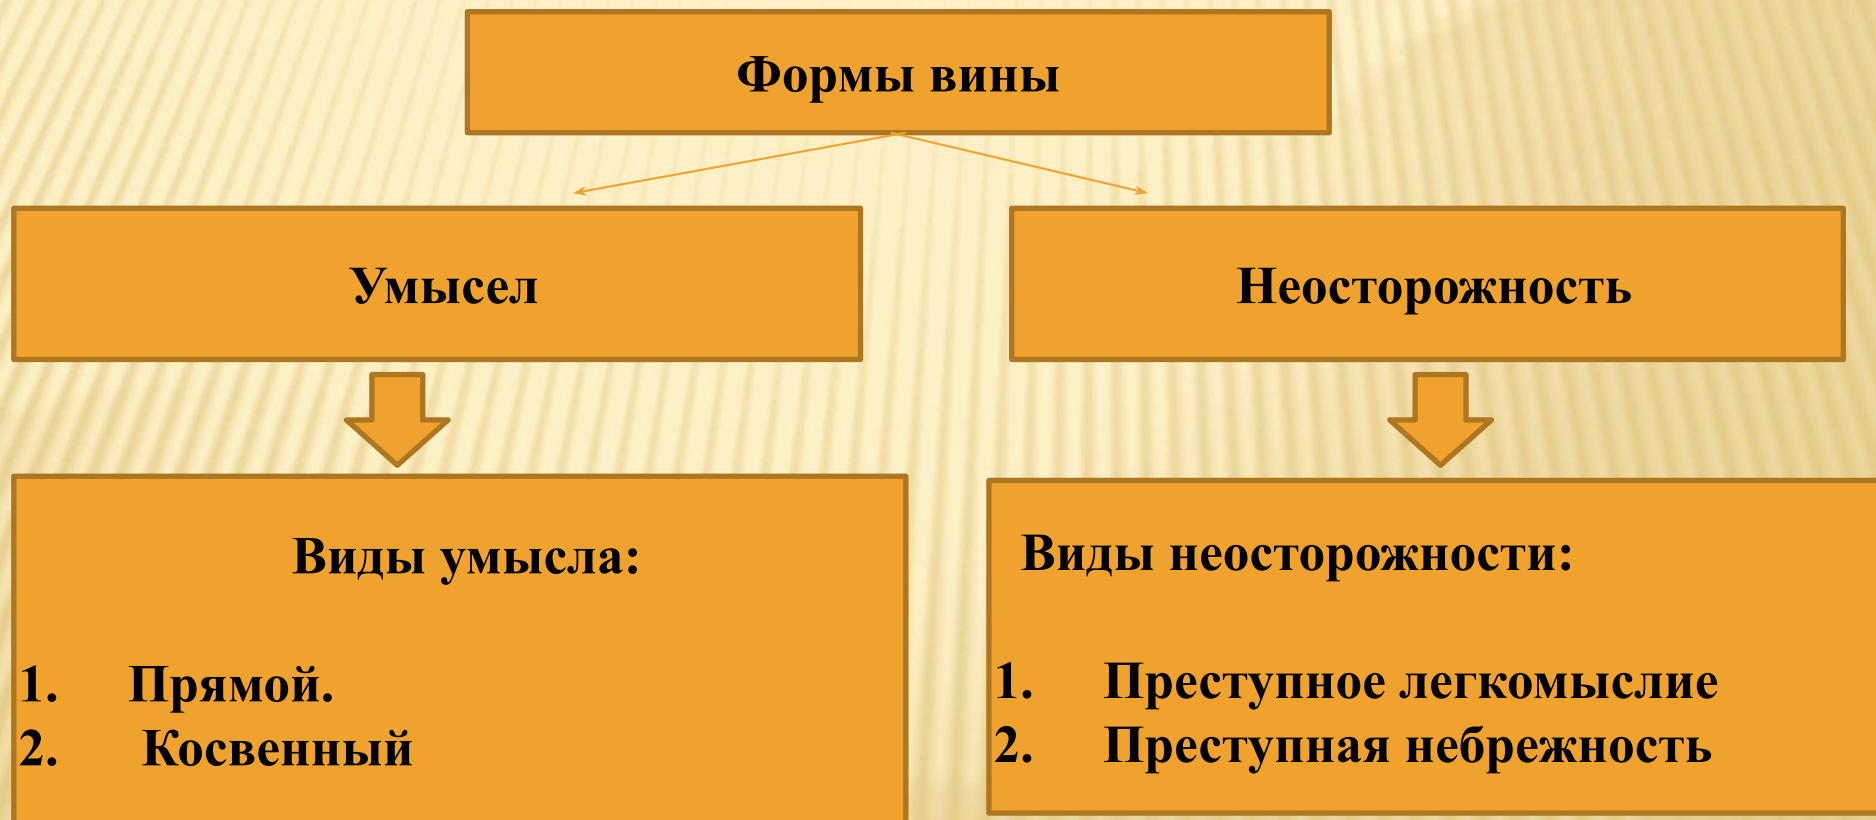 Формы вины
Умысел
Неосторожность
Виды умысла:
1. Прямой.
2. Косвенный
Виды неосторожности:
1. Преступное легкомыслие
2. Преступная небрежность